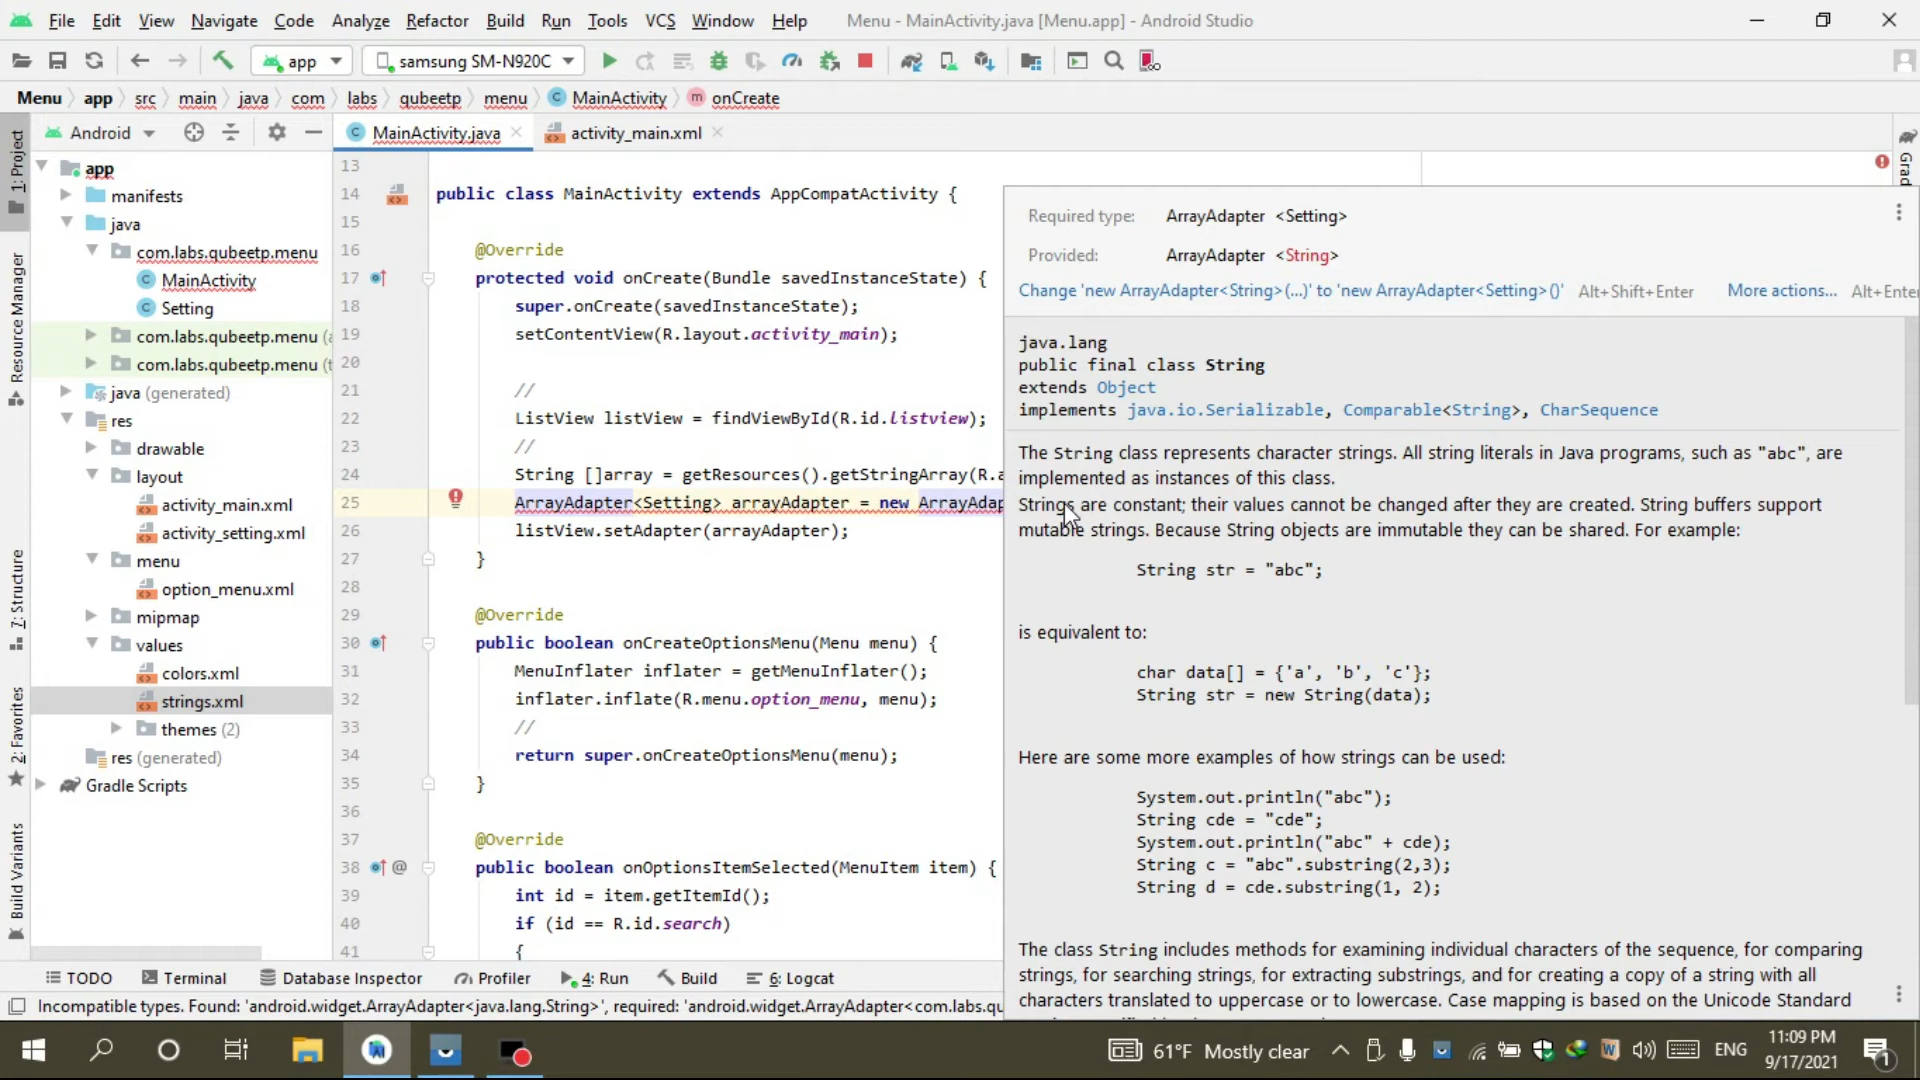 File Edit View Navigate Code Analyze Refactor Build Run Tools VCS Window Help Menu - MainActivity.java [Menu.app] - Android Studio
app samsung SM-N920C
Menu app src main java com labs qubeetp menu MainActivity onCreate
Android
MainActivity.java
activity_main.xml
1: Project
Resource Manager
7: Structure
2: Favorites
Build Variants
app
manifests
java
com.labs.qubeetp.menu
MainActivity
Setting
com.labs.qubeetp.menu (
com.labs.qubeetp.menu (
java (generated)
res
drawable
layout
activity_main.xml
activity_setting.xml
menu
option_menu.xml
mipmap
values
colors.xml
strings.xml
themes (2)
res (generated)
Gradle Scripts
13
14 public class MainActivity extends AppCompatActivity {
15
16 @Override
17 protected void onCreate(Bundle savedInstanceState) {
18 super.onCreate(savedInstanceState);
19 setContentView(R.layout.activity_main);
20
21 //
22 ListView listView = findViewById(R.id.listview);
23 //
24 String []array = getResources().getStringArray(R.a
25 ArrayAdapter<Setting> arrayAdapter = new ArrayAdap
26 listView.setAdapter(arrayAdapter);
27 }
28
29 @Override
30 public boolean onCreateOptionsMenu(Menu menu) {
31 MenuInflater inflater = getMenuInflater();
32 inflater.inflate(R.menu.option_menu, menu);
33 //
34 return super.onCreateOptionsMenu(menu);
35 }
36
37 @Override
38 @ public boolean onOptionsItemSelected(MenuItem item) {
39 int id = item.getItemId();
40 if (id == R.id.search)
41 {
Grad
Required type: ArrayAdapter <Setting>
Provided: ArrayAdapter <String>
Change 'new ArrayAdapter<String>(...)' to 'new ArrayAdapter<Setting>()' Alt+Shift+Enter More actions... Alt+Enter
java.lang
public final class String
extends Object
implements java.io.Serializable, Comparable<String>, CharSequence
The String class represents character strings. All string literals in Java programs, such as "abc", are
implemented as instances of this class.
Strings are constant; their values cannot be changed after they are created. String buffers support
mutable strings. Because String objects are immutable they can be shared. For example:
String str = "abc";
is equivalent to:
char data[] = {'a', 'b', 'c'};
String str = new String(data);
Here are some more examples of how strings can be used:
System.out.println("abc");
String cde = "cde";
System.out.println("abc" + cde);
String c = "abc".substring(2,3);
String d = cde.substring(1, 2);
The class String includes methods for examining individual characters of the sequence, for comparing
strings, for searching strings, for extracting substrings, and for creating a copy of a string with all
characters translated to uppercase or to lowercase. Case mapping is based on the Unicode Standard
TODO Terminal Database Inspector Profiler 4: Run Build 6: Logcat
Incompatible types. Found: 'android.widget.ArrayAdapter<java.lang.String>', required: 'android.widget.ArrayAdapter<com.labs.qu
61°F Mostly clear ENG 11:09 PM
9/17/2021
1